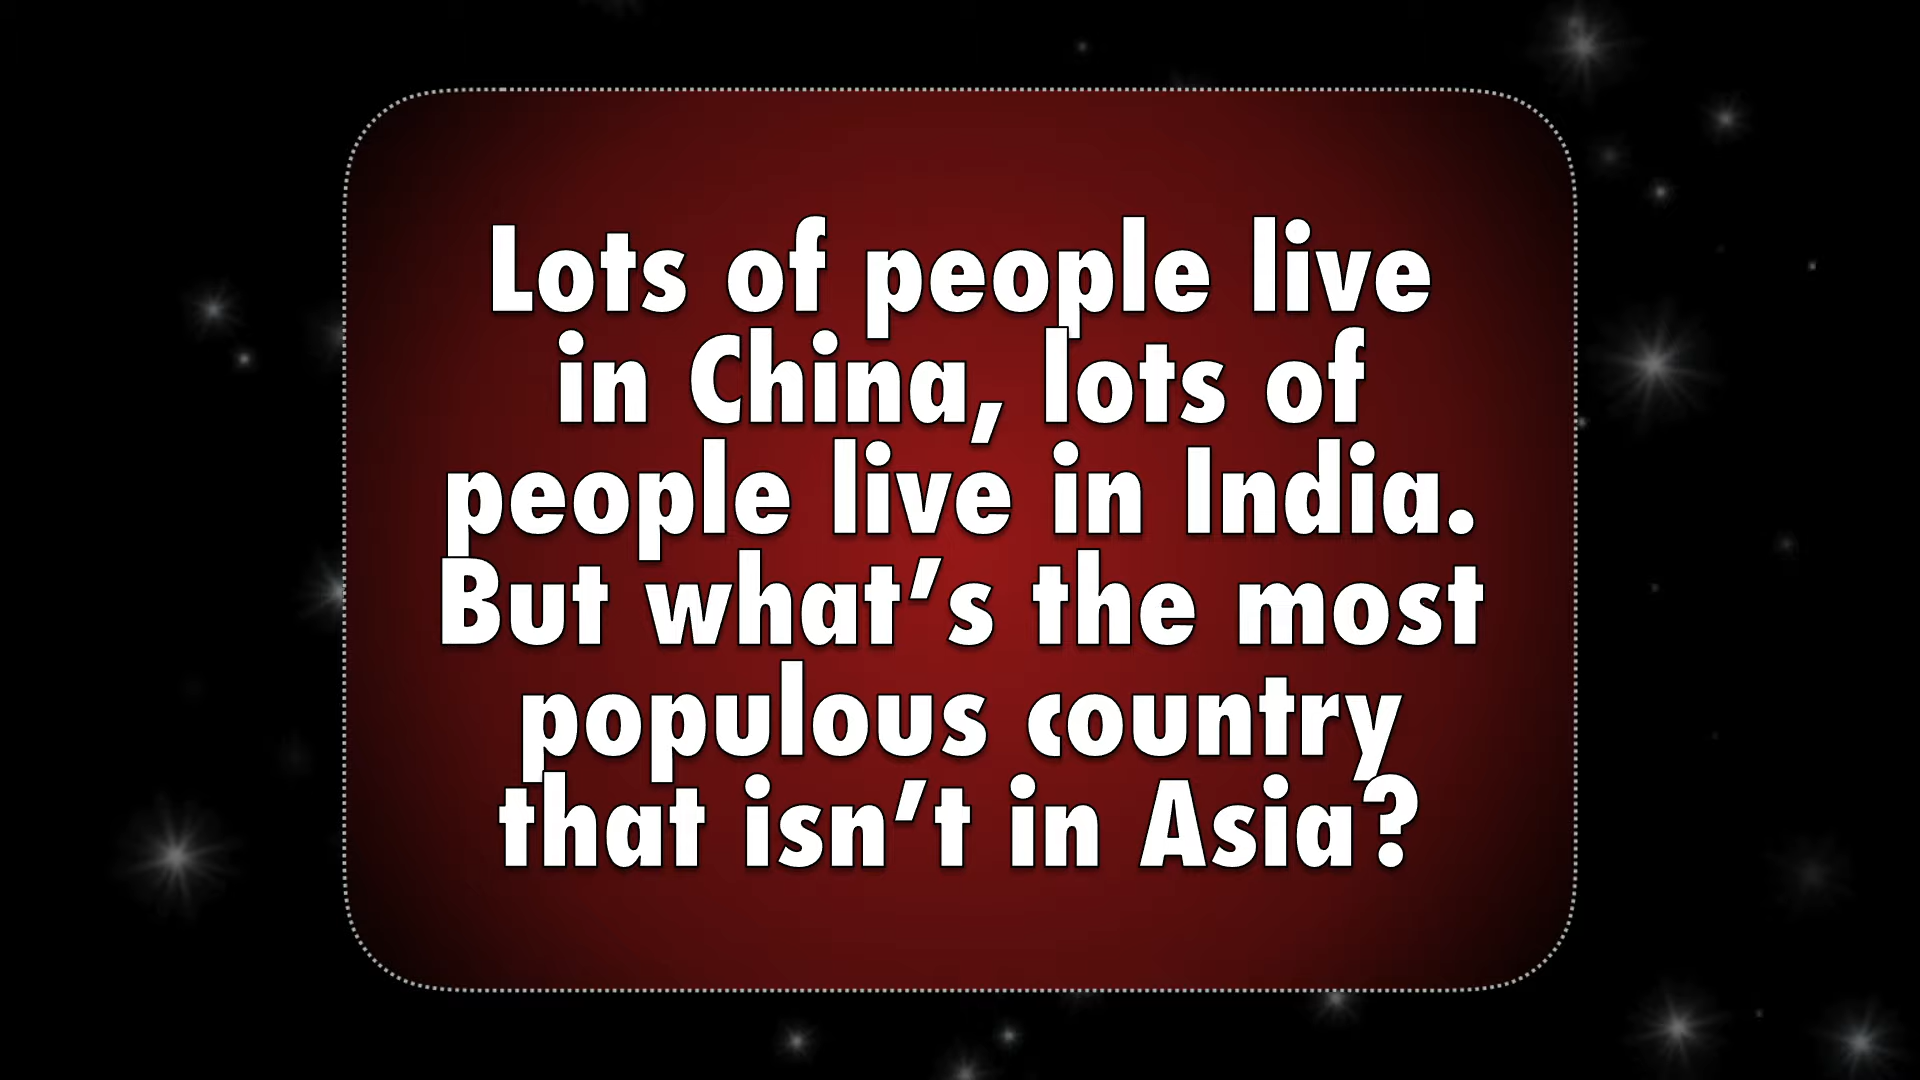 Lots of people live
in China, lots of
people live in India.
But what’s the most
populous country
that isn’t in Asia?